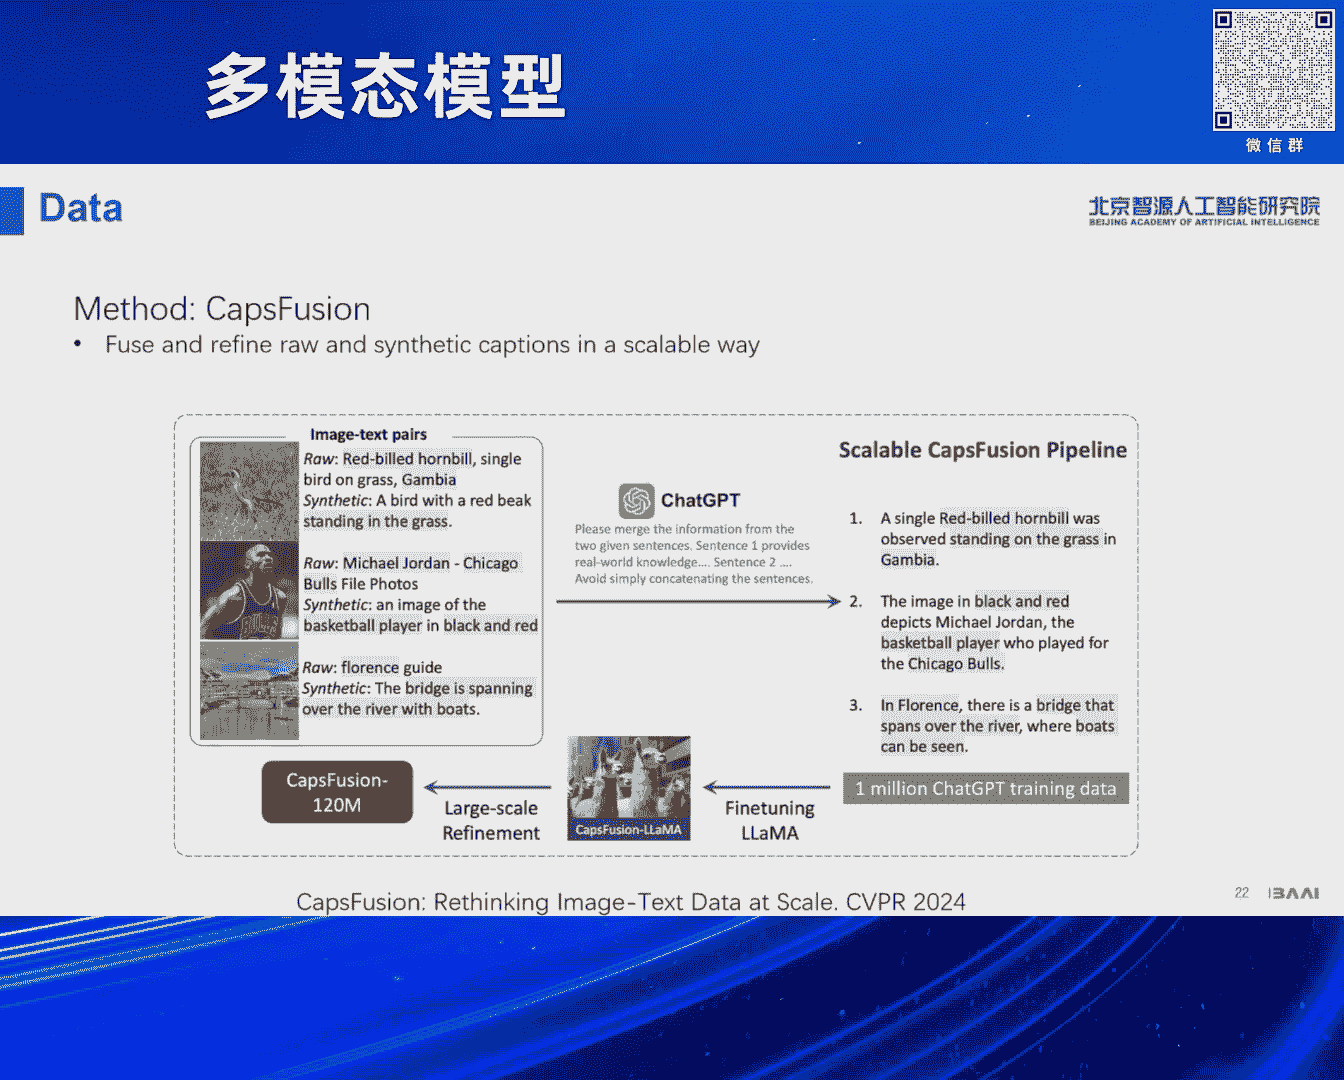 多模态模型
微信群
Data
北京智源人工智能研究院
BEIJING ACADEMY OF ARTIFICIAL INTELLIGENCE
Method: CapsFusion
• Fuse and refine raw and synthetic captions in a scalable way
Image-text pairs
Raw: Red-billed hornbill, single
bird on grass, Gambia
Synthetic: A bird with a red beak
standing in the grass.
Raw: Michael Jordan - Chicago
Bulls File Photos
Synthetic: an image of the
basketball player in black and red
Raw: florence guide
Synthetic: The bridge is spanning
over the river with boats.
ChatGPT
Please merge the information from the
two given sentences. Sentence 1 provides
real-world knowledge.... Sentence 2 ....
Avoid simply concatenating the sentences.
Scalable CapsFusion Pipeline
1. A single Red-billed hornbill was
observed standing on the grass in
Gambia.
2. The image in black and red
depicts Michael Jordan, the
basketball player who played for
the Chicago Bulls.
3. In Florence, there is a bridge that
spans over the river, where boats
can be seen.
1 million ChatGPT training data
Finetuning
LLaMA
CapsFusion-LLaMA
Large-scale
Refinement
CapsFusion-
120M
CapsFusion: Rethinking Image-Text Data at Scale. CVPR 2024
22
BAAI